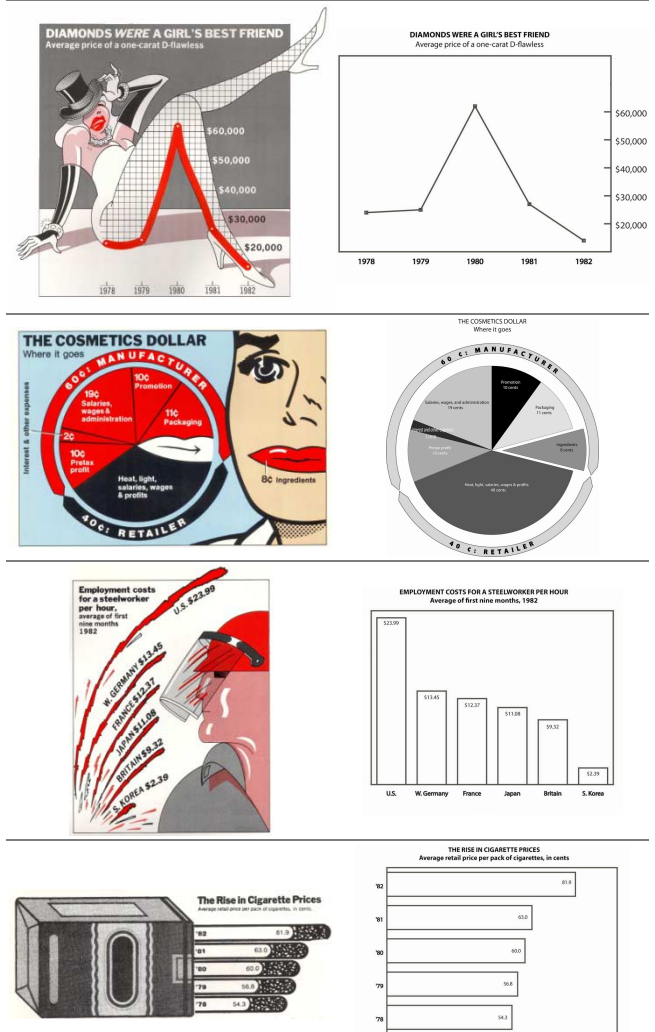 DIAMONDS WERE A GIRL'S BEST FRIEND
Average price of a one-carat D-flawless
$60,000
$50,000
$40,000
$30,000
$20,000
1978 1979 1980 1981 1982
DIAMONDS WERE A GIRL'S BEST FRIEND
Average price of a one-carat D-flawless
$60,000
$50,000
$40,000
$30,000
$20,000
1978 1979 1980 1981 1982
THE COSMETICS DOLLAR
Where it goes
60¢: MANUFACTURER
10¢
Promotion
19¢
Salaries,
wages &
administration
11¢
Packaging
Interest & other expenses
2¢
10¢
Pretax
profit
Heat, light,
salaries, wages
& profits
8¢ Ingredients
40¢: RETAILER
THE COSMETICS DOLLAR
Where it goes
60 ¢: MANUFACTURER
Promotion
10 cents
Salaries, wages, and administration
19 cents
Packaging
11 cents
Ingredients
8 cents
Pretax profit
10 cents
Heat, light, salaries, wages & profits
40 cents
40 ¢: RETAILER
Employment costs
for a steelworker
per hour,
average of first
nine months
1982
U.S. $23.99
W. GERMANY $13.45
FRANCE $12.37
JAPAN $11.08
BRITAIN $9.32
S. KOREA $2.39
EMPLOYMENT COSTS FOR A STEELWORKER PER HOUR
Average of first nine months, 1982
$23.99
$13.45
$12.37
$11.08
$9.32
$2.39
U.S. W. Germany France Japan Britain S. Korea
The Rise in Cigarette Prices
Average retail price per pack of cigarettes, in cents.
'82 81.9
'81 63.0
'80 60.0
'79 56.8
'78 54.3
THE RISE IN CIGARETTE PRICES
Average retail price per pack of cigarettes, in cents
'82 81.9
'81 63.0
'80 60.0
'79 56.8
'78 54.3